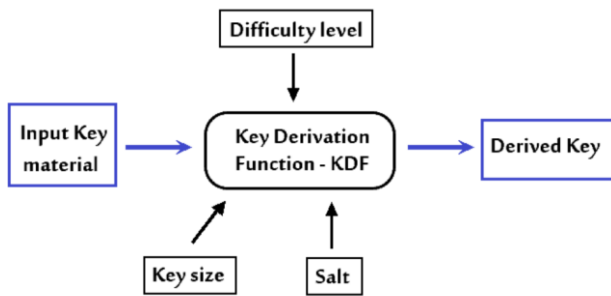 Difficulty level
Input Key
material
Key Derivation
Function - KDF
Derived Key
Key size
Salt